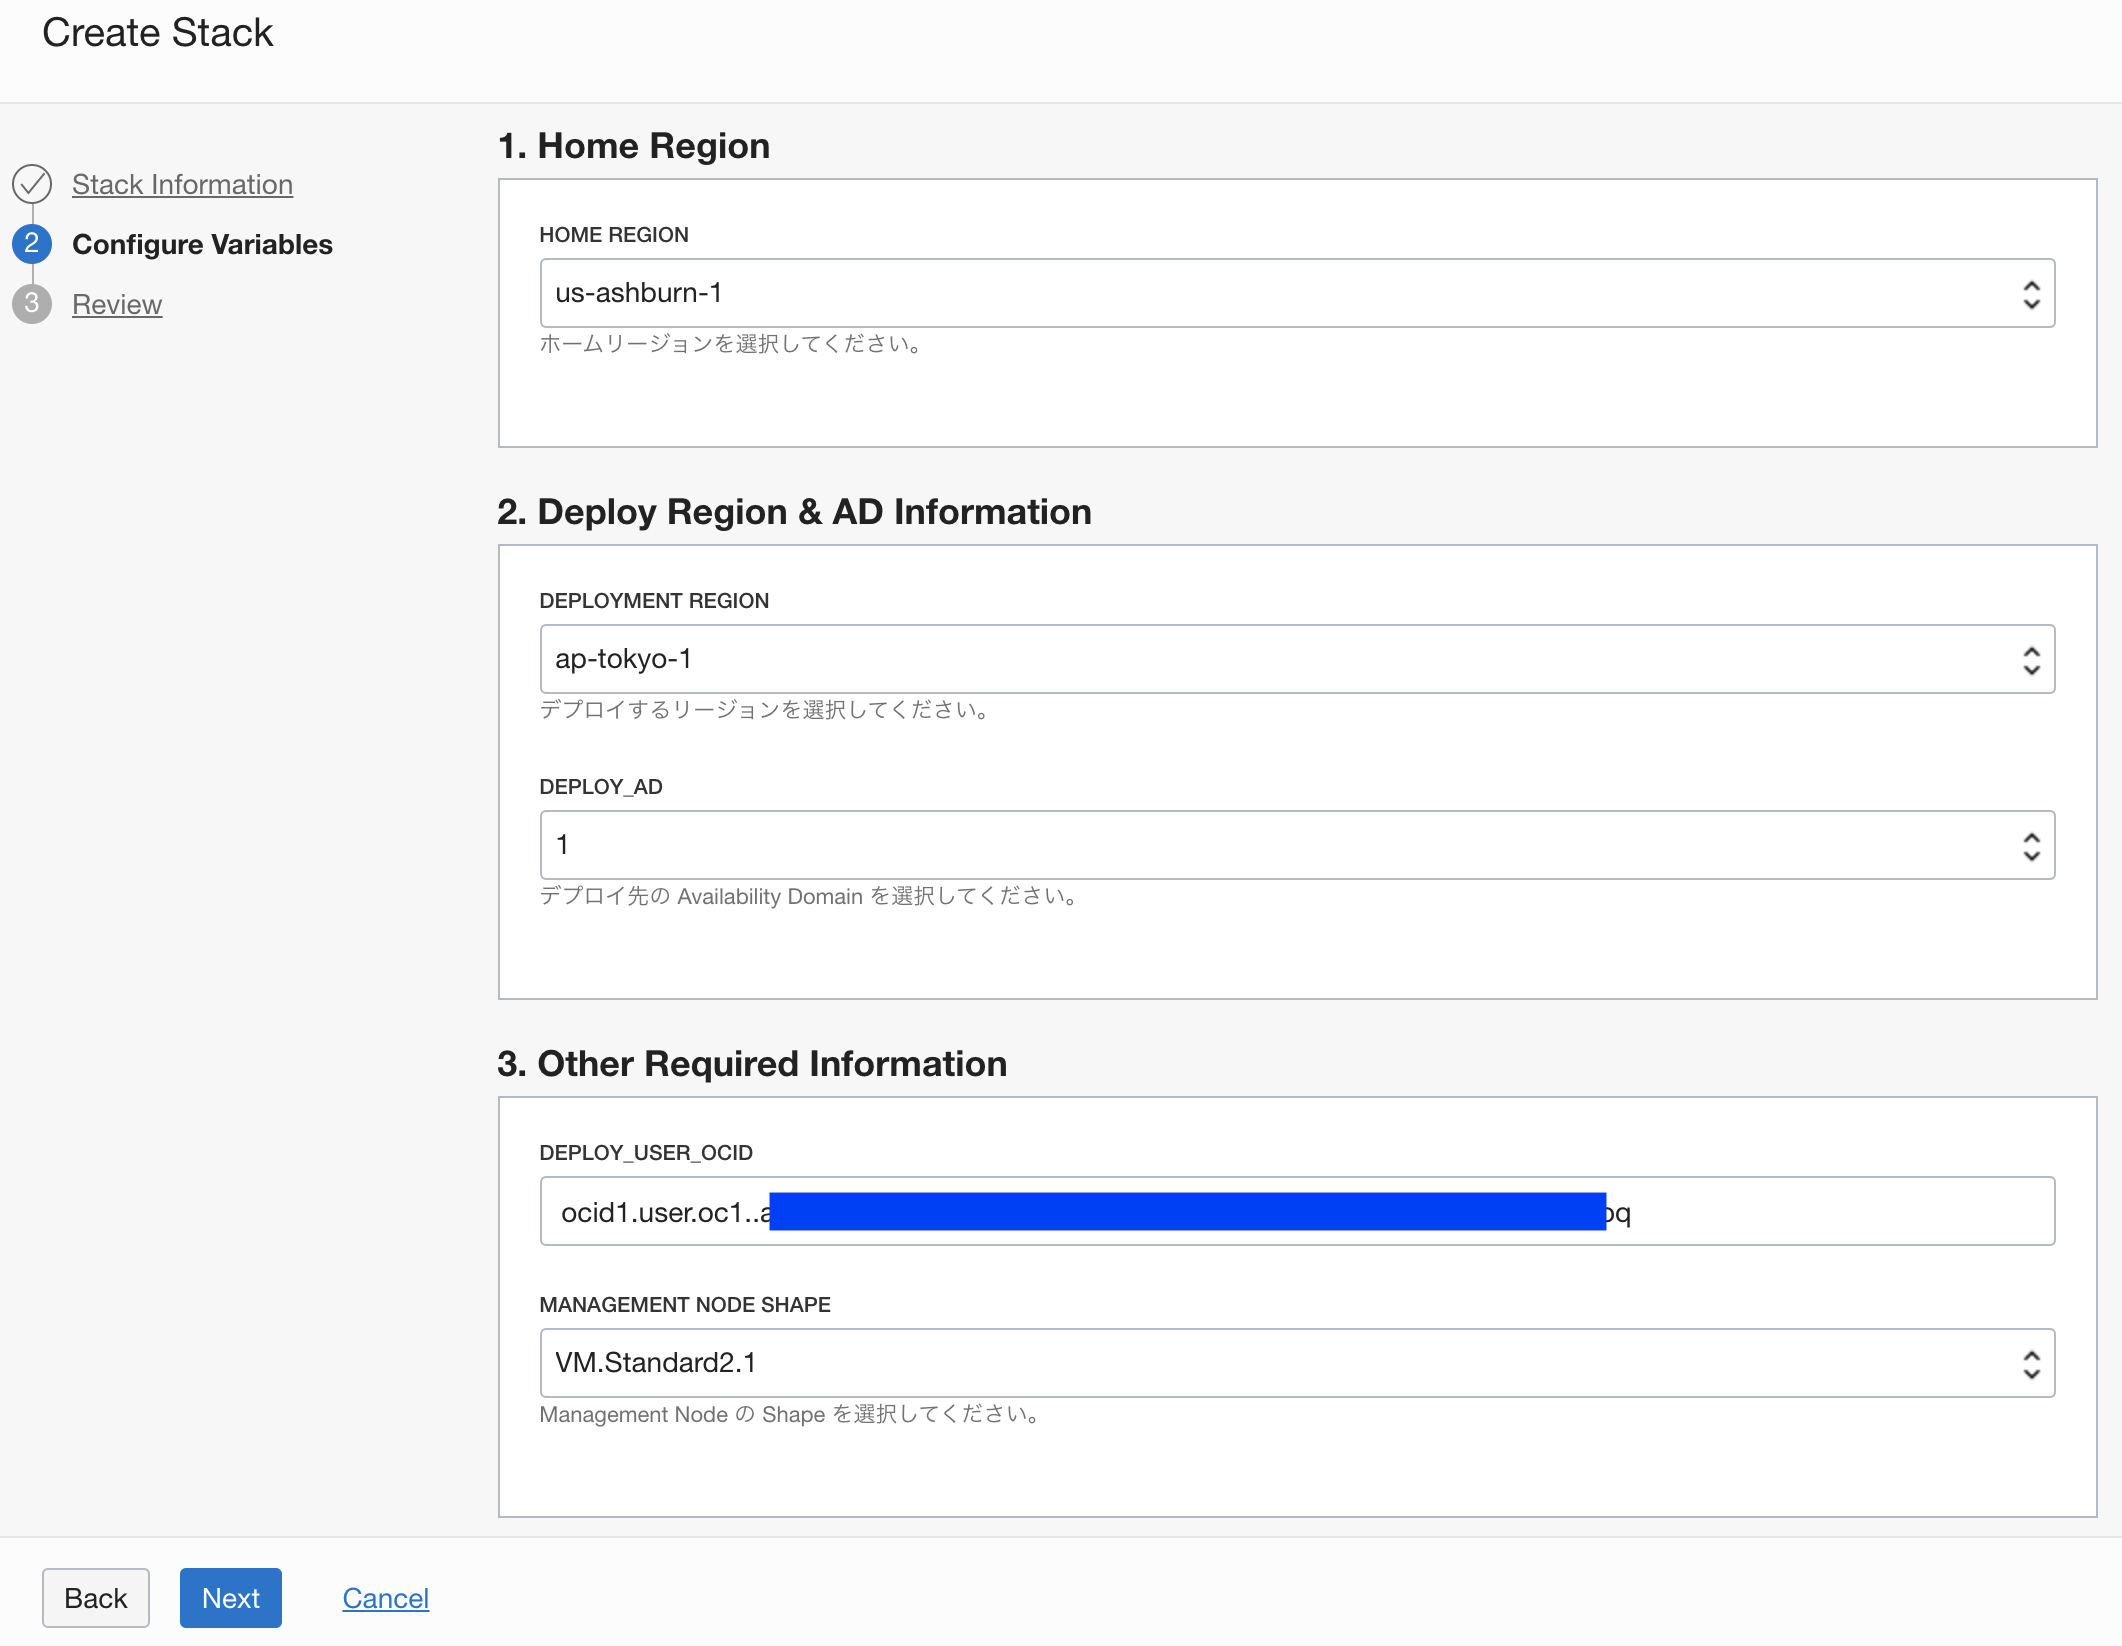 Create Stack
Stack Information
2 Configure Variables
3 Review
1. Home Region
HOME REGION
us-ashburn-1
ホームリージョンを選択してください。
2. Deploy Region & AD Information
DEPLOYMENT REGION
ap-tokyo-1
デプロイするリージョンを選択してください。
DEPLOY_AD
1
デプロイ先の Availability Domain を選択してください。
3. Other Required Information
DEPLOY_USER_OCID
ocid1.user.oc1..a
MANAGEMENT NODE SHAPE
VM.Standard2.1
Management Node の Shape を選択してください。
Back Next Cancel